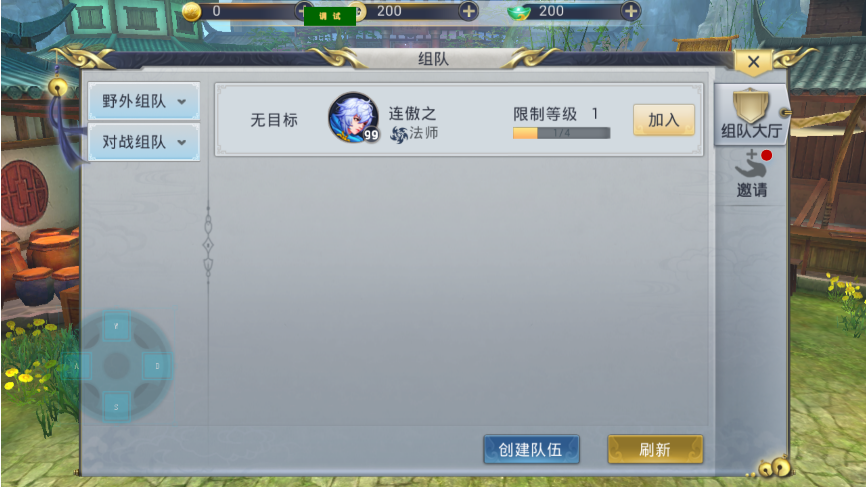 0
调试
200
200
组队
野外组队
对战组队
无目标
99
连傲之
法师
限制等级 1
1/4
加入
组队大厅
邀请
Y
A
D
S
创建队伍
刷新